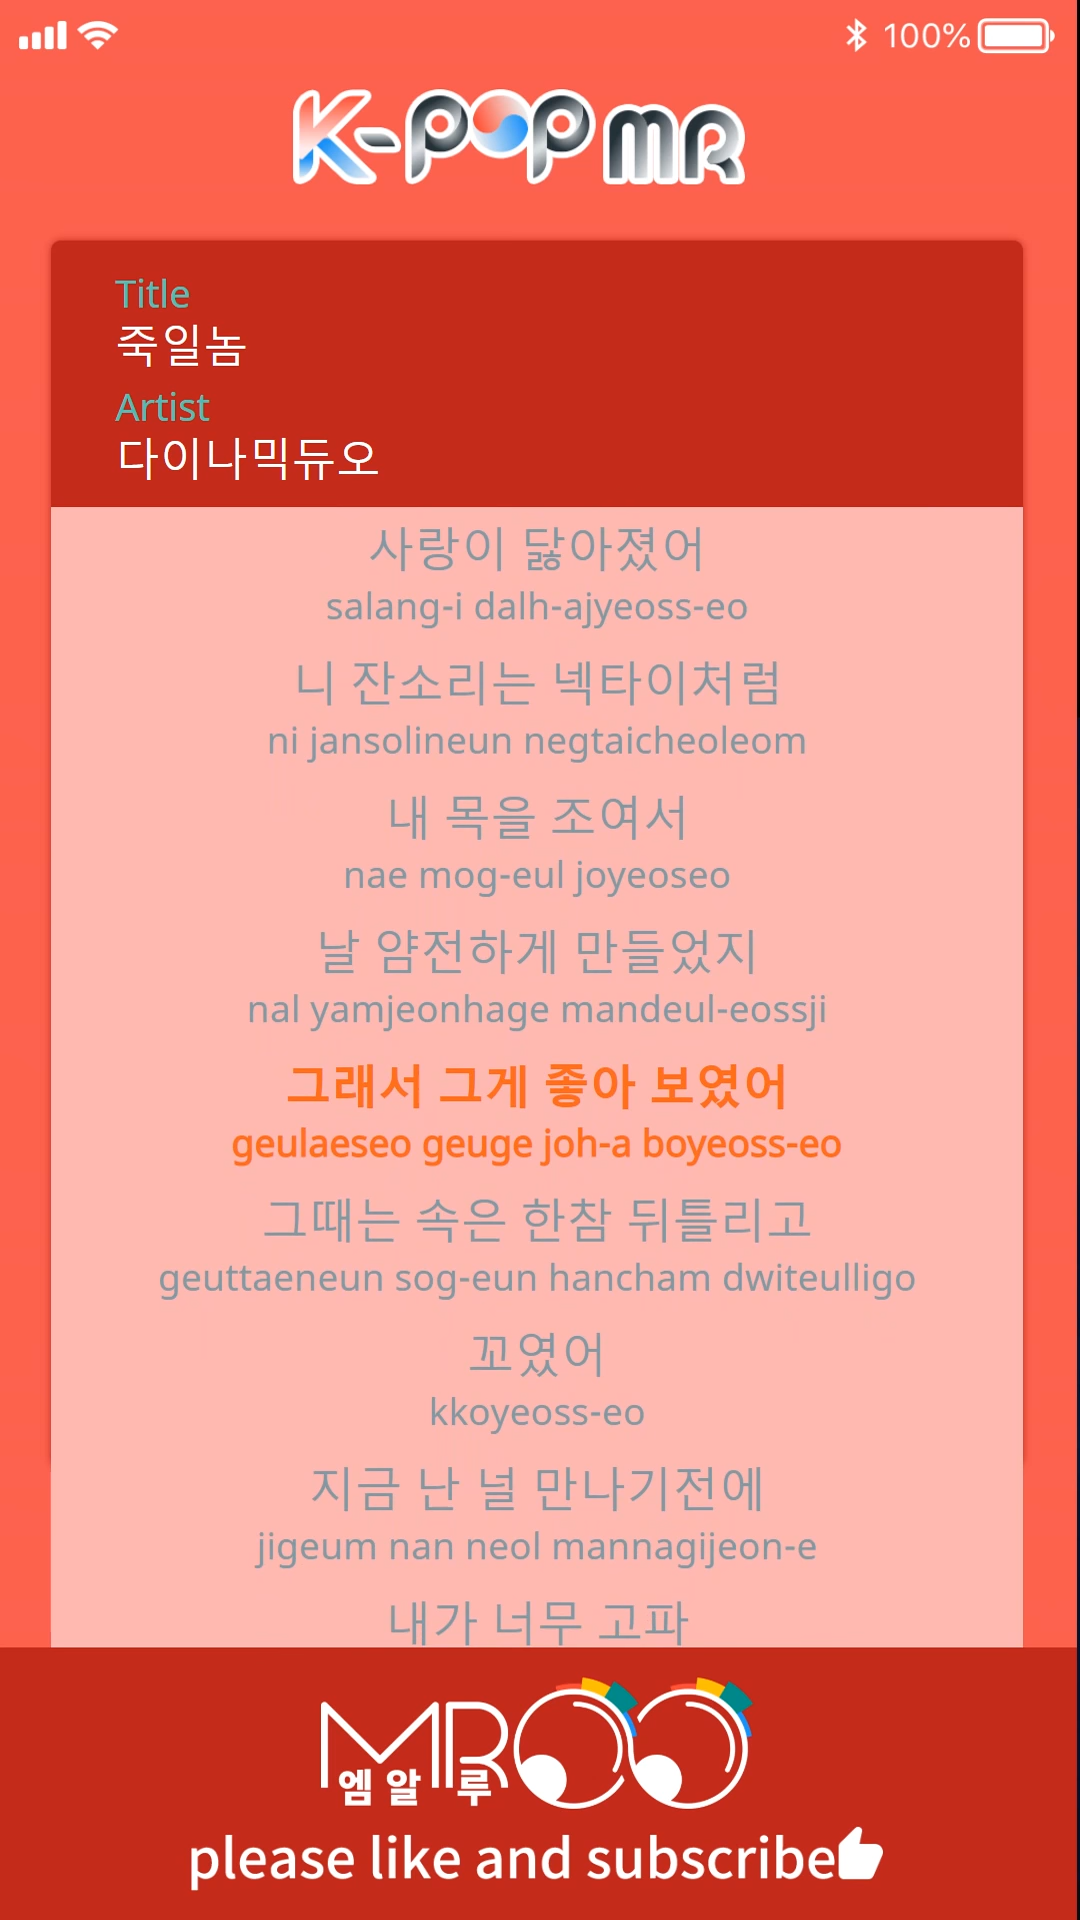 100%
K-POP MR
Title
죽일놈
Artist
다이나믹듀오
사랑이 닳아졌어
salang-i dalh-ajyeoss-eo
니 잔소리는 넥타이처럼
ni jansolineun negtaicheoleom
내 목을 조여서
nae mog-eul joyeoseo
날 얌전하게 만들었지
nal yamjeonhage mandeul-eossji
그래서 그게 좋아 보였어
geulaeseo geuge joh-a boyeoss-eo
그때는 속은 한참 뒤틀리고
geuttaeneun sog-eun hancham dwiteulligo
꼬였어
kkoyeoss-eo
지금 난 널 만나기전에
jigeum nan neol mannagijeon-e
내가 너무 고파
MROO
엠알루
please like and subscribe